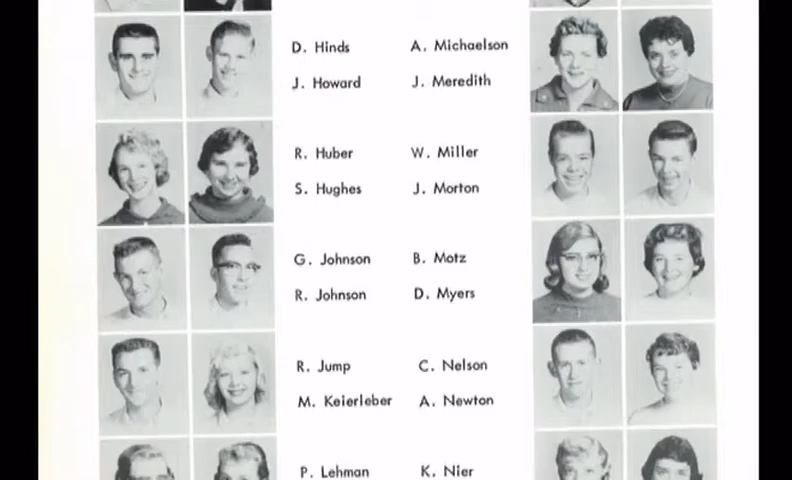 D. Hinds
J. Howard
R. Huber
S. Hughes
G. Johnson
R. Johnson
R. Jump
M. Keierleber
P. Lehman
A. Michaelson
J. Meredith
W. Miller
J. Morton
B. Motz
D. Myers
C. Nelson
A. Newton
K. Nier